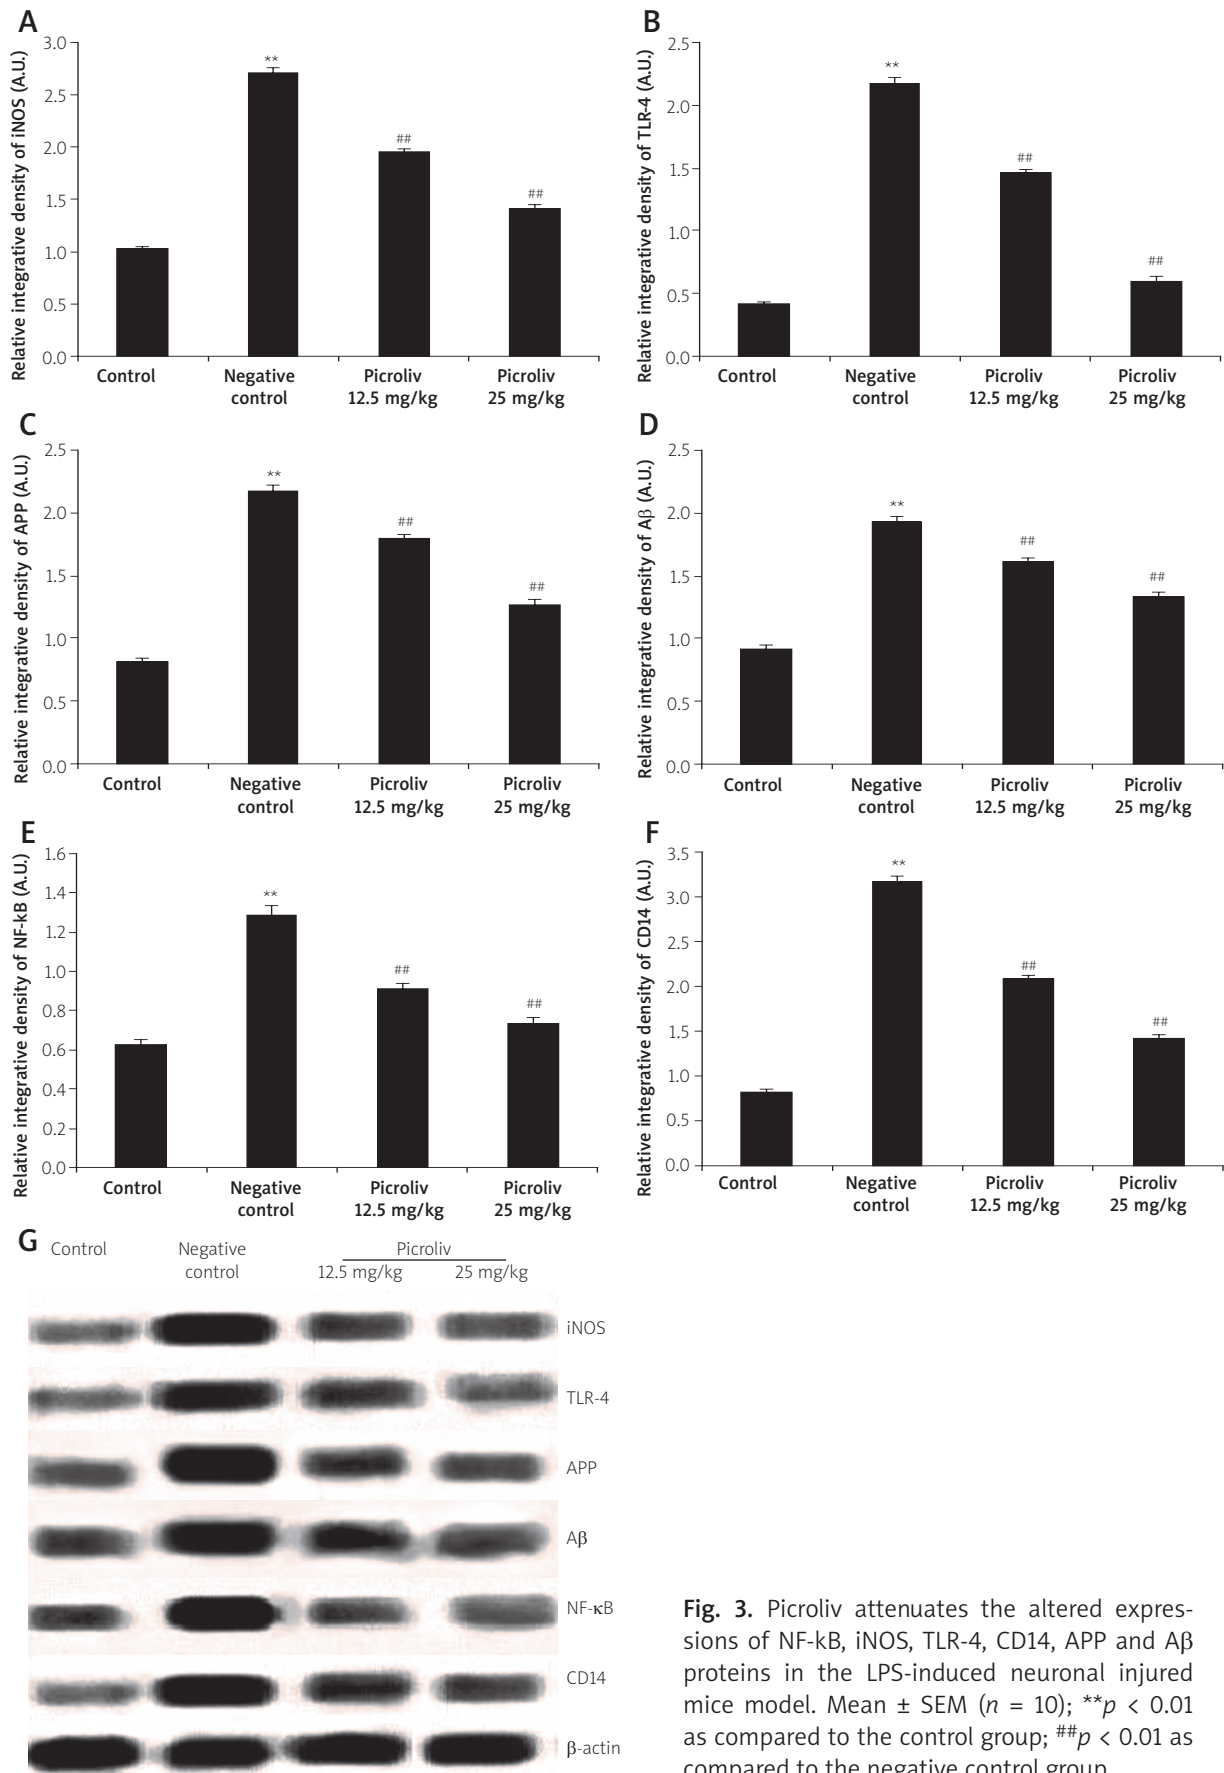 A
Relative integrative density of iNOS (A.U.)
3.0
2.5
2.0
1.5
1.0
0.5
0.0
**
##
##
Control
Negative control
Picroliv 12.5 mg/kg
Picroliv 25 mg/kg
B
Relative integrative density of TLR-4 (A.U.)
2.5
2.0
1.5
1.0
0.5
0.0
**
##
##
Control
Negative control
Picroliv 12.5 mg/kg
Picroliv 25 mg/kg
C
Relative integrative density of APP (A.U.)
2.5
2.0
1.5
1.0
0.5
0.0
**
##
##
Control
Negative control
Picroliv 12.5 mg/kg
Picroliv 25 mg/kg
D
Relative integrative density of Aβ (A.U.)
2.5
2.0
1.5
1.0
0.5
0.0
**
##
##
Control
Negative control
Picroliv 12.5 mg/kg
Picroliv 25 mg/kg
E
Relative integrative density of NF-kB (A.U.)
1.6
1.4
1.2
1.0
0.8
0.6
0.4
0.2
0.0
**
##
##
Control
Negative control
Picroliv 12.5 mg/kg
Picroliv 25 mg/kg
F
Relative integrative density of CD14 (A.U.)
3.5
3.0
2.5
2.0
1.5
1.0
0.5
0.0
**
##
##
Control
Negative control
Picroliv 12.5 mg/kg
Picroliv 25 mg/kg
G
Control
Negative control
Picroliv
12.5 mg/kg
25 mg/kg
iNOS
TLR-4
APP
Aβ
NF-κB
CD14
β-actin
Fig. 3. Picroliv attenuates the altered expres-
sions of NF-kB, iNOS, TLR-4, CD14, APP and Aβ
proteins in the LPS-induced neuronal injured
mice model. Mean ± SEM (n = 10); **p < 0.01
as compared to the control group; ##p < 0.01 as
compared to the negative control group.